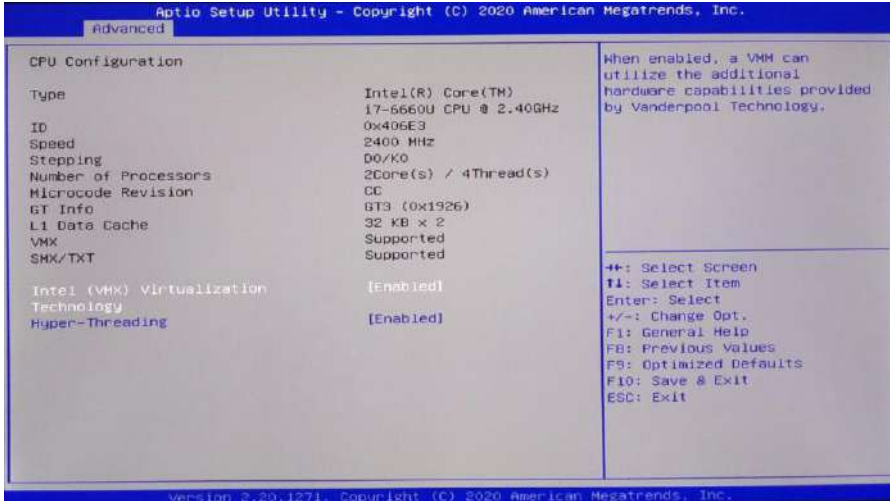 Aptio Setup Utility - Copyright (C) 2020 American Megatrends, Inc.
Advanced
CPU Configuration
Type Intel(R) Core(TM)
i7-6660U CPU @ 2.40GHz
ID 0x406E3
Speed 2400 MHz
Stepping D0/K0
Number of Processors 2Core(s) / 4Thread(s)
Microcode Revision CC
GT Info GT3 (0x1926)
L1 Data Cache 32 KB x 2
VMX Supported
SMX/TXT Supported
Intel (VMX) Virtualization [Enabled]
Technology
Hyper-Threading [Enabled]
When enabled, a VMM can
utilize the additional
hardware capabilities provided
by Vanderpool Technology.
→←: Select Screen
↑↓: Select Item
Enter: Select
+/-: Change Opt.
F1: General Help
F8: Previous Values
F9: Optimized Defaults
F10: Save & Exit
ESC: Exit
Version 2.20.1271. Copyright (C) 2020 American Megatrends, Inc.